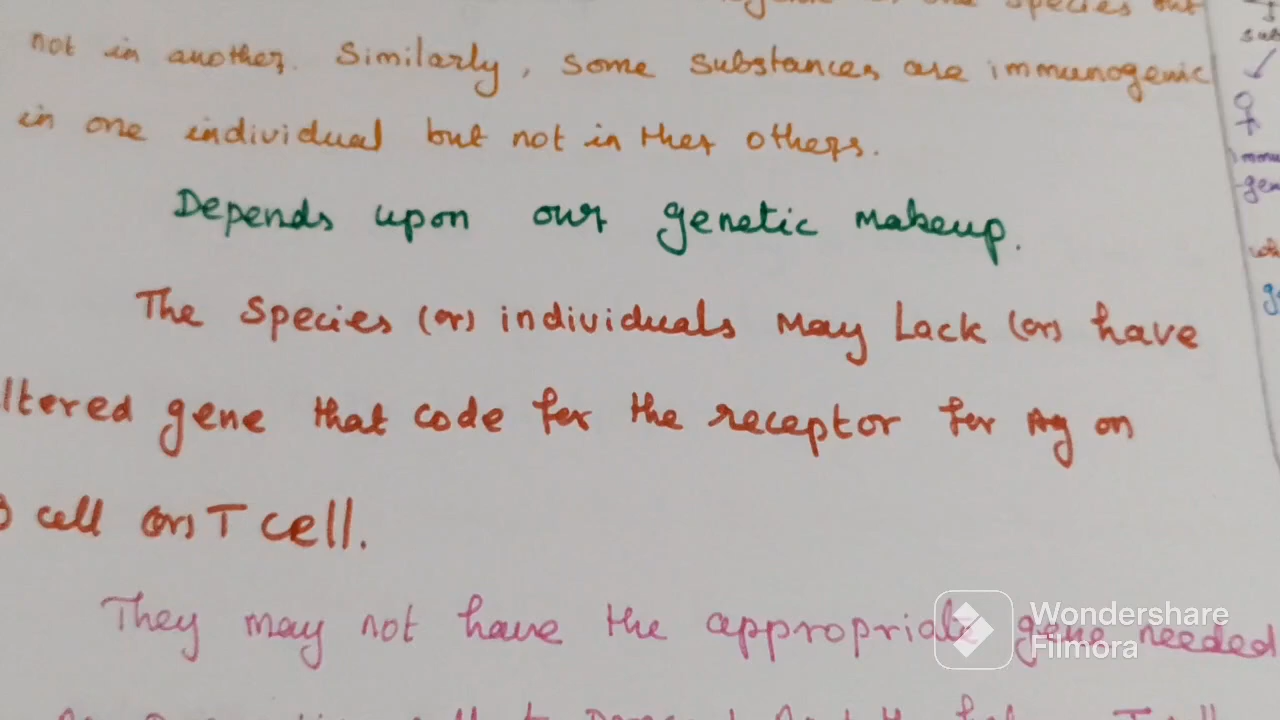 species but
not in another. Similarly, some substances are immunogenic
in one individual but not in ther others.
Depends upon our genetic makeup.
The Species (or) individuals may Lack (or) have
ltered gene that code for the receptor for Ag on
cell (or) T cell.
They may not have the appropriate gene needed
Wondershare
Filmora